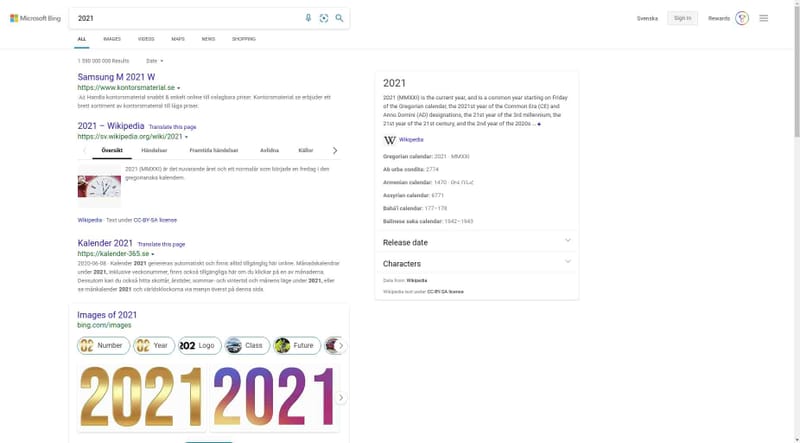 Microsoft Bing
2021
Svenska
Sign in
Rewards
ALL
IMAGES
VIDEOS
MAPS
NEWS
SHOPPING
Date
Samsung M 2021 W
https://www.kontorsmaterial.se
Handla kontorsmaterial snabbt & enkelt online till oslagbara priser. Kontorsmaterial.se erbjuder ett
brett sortiment av kontorsmaterial till låga priser.
2021 – Wikipedia Translate this page
https://sv.wikipedia.org/wiki/2021
Översikt
Händelser
Framtida händelser
Avlidna
Källor
2021 (MMXXI) är det nuvarande året och ett normalår som började en fredag i den
gregorianska kalendern.
Wikipedia · Text under CC-BY-SA license
Kalender 2021 Translate this page
https://kalender-365.se
2020-06-08 · Kalender 2021 genereras automatiskt och finns alltid tillgänglig här online. Månadskalendrar
under 2021, inklusive veckonummer, finns också tillgängliga här om du klickar på en av månaderna.
Dessutom kan du också hitta skottår, årstider, sommar- och vintertid och månens läge under 2021, eller
se månkalender 2021 och världsklockorna via menyn överst på denna sida.
Images of 2021
bing.com/images
Number
Year
Logo
Class
Future
2021
2021
2021
2021 (MMXXI) is the current year, and is a common year starting on Friday
of the Gregorian calendar, the 2021st year of the Common Era (CE) and
Anno Domini (AD) designations, the 21st year of the 3rd millennium, the
21st year of the 21st century, and the 2nd year of the 2020s ...
Wikipedia
Gregorian calendar: 2021 · MMXXI
Ab urbe condita: 2774
Armenian calendar: 1470
Assyrian calendar: 6771
Bahá'í calendar: 177–178
Balinese saka calendar: 1942–1943
Release date
Characters
Data from: Wikipedia
Wikipedia text under CC-BY-SA license